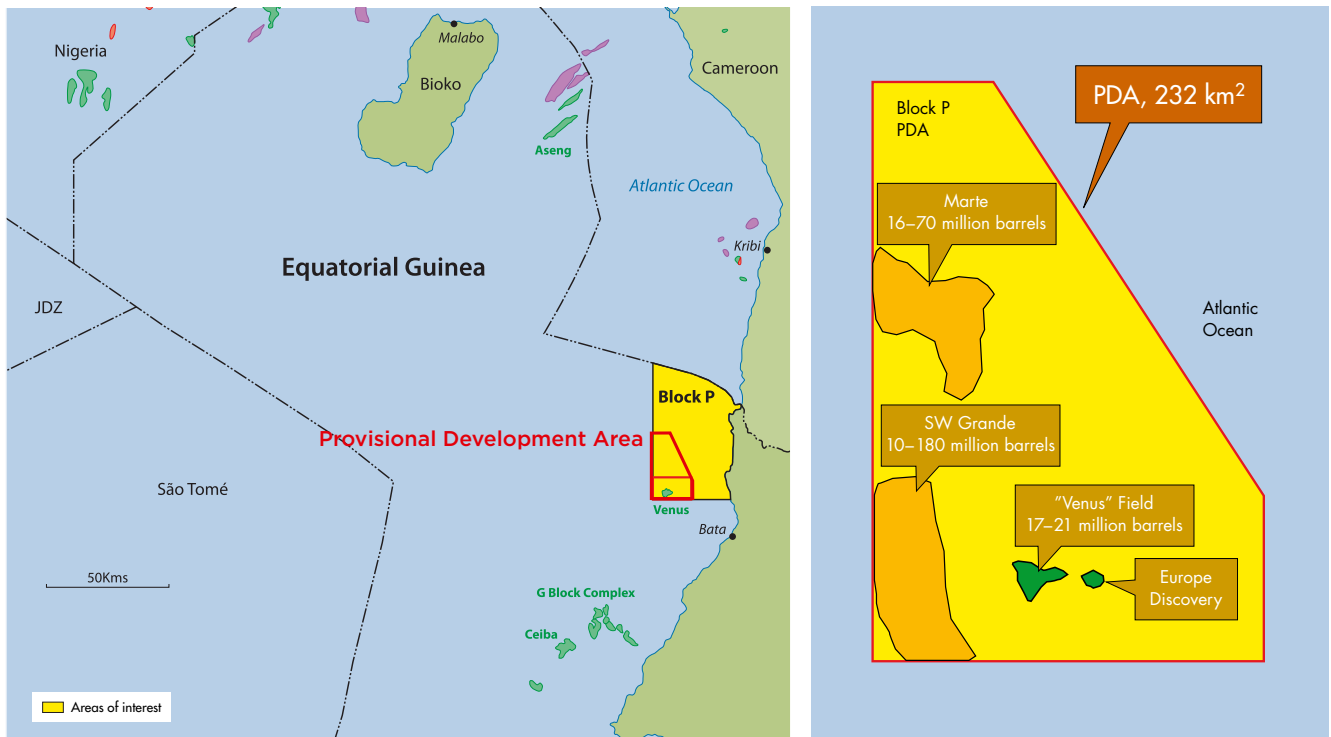 Nigeria
Malabo
Bioko
Cameroon
Aseng
Atlantic Ocean
Kribi
Equatorial Guinea
JDZ
Block P
Provisional Development Area
São Tomé
Venus
Bata
50Kms
G Block Complex
Ceiba
Areas of interest
PDA, 232 km²
Block P
PDA
Marte
16–70 million barrels
Atlantic
Ocean
SW Grande
10–180 million barrels
”Venus” Field
17–21 million barrels
Europe
Discovery